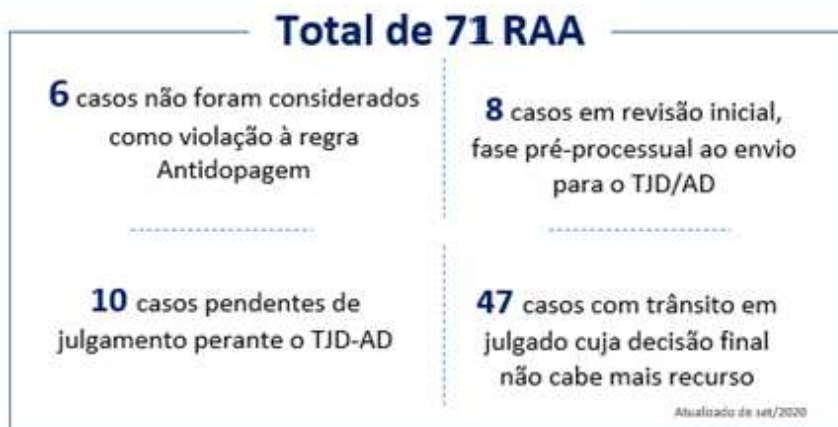 Total de 71 RAA
6 casos não foram considerados
como violação à regra
Antidopagem
8 casos em revisão inicial,
fase pré-processual ao envio
para o TJD/AD
10 casos pendentes de
julgamento perante o TJD-AD
47 casos com trânsito em
julgado cuja decisão final
não cabe mais recurso
Atualizado de set/2020